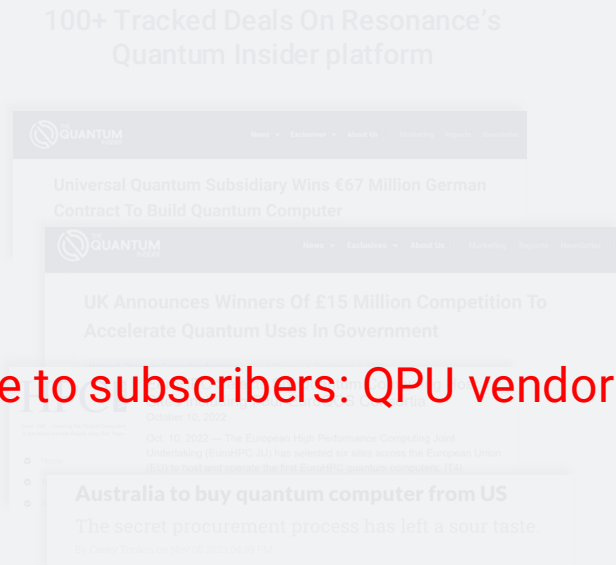 100+ Tracked Deals On Resonance's
Quantum Insider platform
QUANTUM
News Exclusives About Us
Universal Quantum Subsidiary Wins €67 Million German
Contract To Build Quantum Computer
QUANTUM
News Exclusives About Us
UK Announces Winners Of £15 Million Competition To
Accelerate Quantum Uses In Government
e to subscribers: QPU vendor
October 10, 2022
Oct. 10, 2022 — The European High Performance Computing Joint
Undertaking (EuroHPC JU) has selected six sites across the European Union
Australia to buy quantum computer from US
The secret procurement process has left a sour taste.